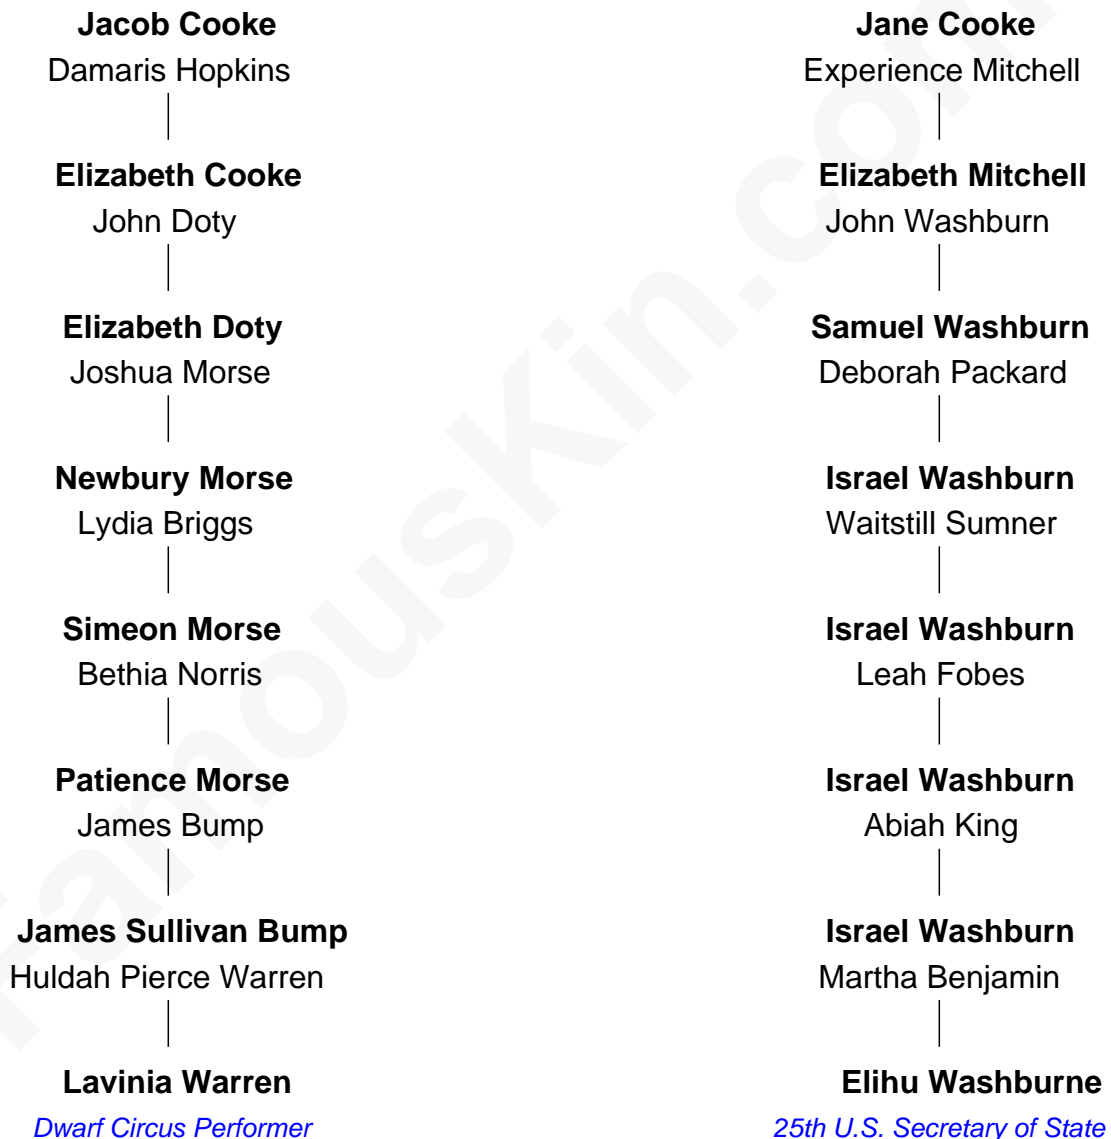 Jacob Cooke
Damaris Hopkins
Elizabeth Cooke
John Doty
Elizabeth Doty
Joshua Morse
Newbury Morse
Lydia Briggs
Simeon Morse
Bethia Norris
Patience Morse
James Bump
James Sullivan Bump
Huldah Pierce Warren
Lavinia Warren
Dwarf Circus Performer
Jane Cooke
Experience Mitchell
Elizabeth Mitchell
John Washburn
Samuel Washburn
Deborah Packard
Israel Washburn
Waitstill Sumner
Israel Washburn
Leah Fobes
Israel Washburn
Abiah King
Israel Washburn
Martha Benjamin
Elihu Washburne
25th U.S. Secretary of State
FamousKin.com